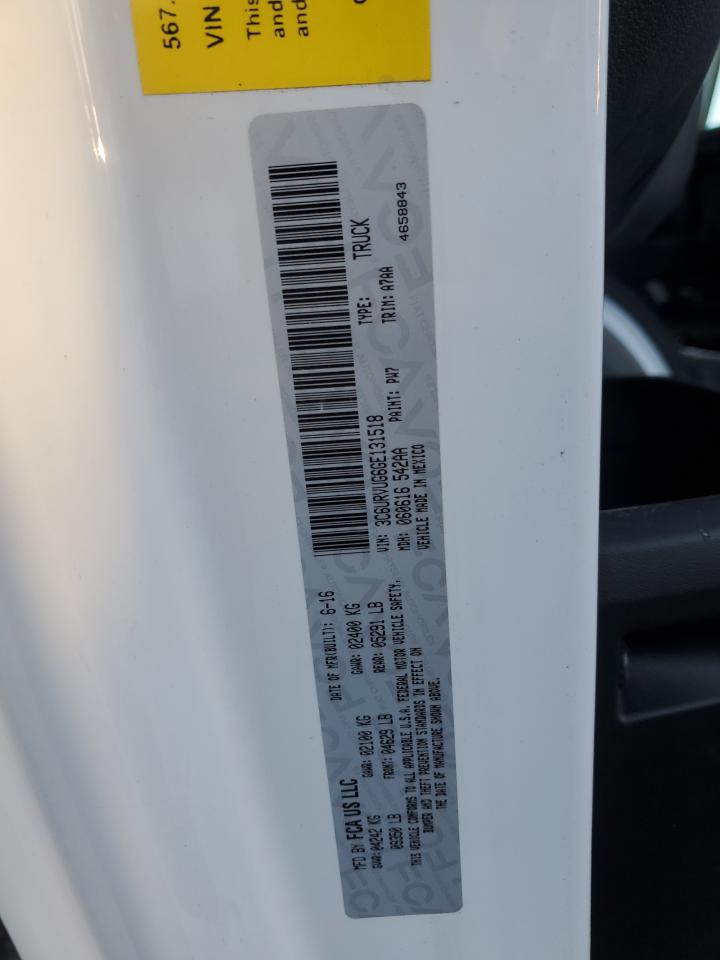 567.
VIN
This
and
and
MFD BY FCA US LLC DATE OF MFR(BUILT): 6-16
GVWR: 04242 KG GAWR: 02100 KG GAWR: 02400 KG
09350 LB FRONT: 04629 LB REAR: 05291 LB
THIS VEHICLE CONFORMS TO ALL APPLICABLE U.S.A. FEDERAL MOTOR VEHICLE SAFETY,
BUMPER AND THEFT PREVENTION STANDARDS IN EFFECT ON
THE DATE OF MANUFACTURE SHOWN ABOVE.
VIN: 3C6URVUG6GE131518 TYPE: TRUCK
MDH: 060616 542AA PAINT: PW7 TRIM: A7AA
VEHICLE MADE IN MEXICO 4658843